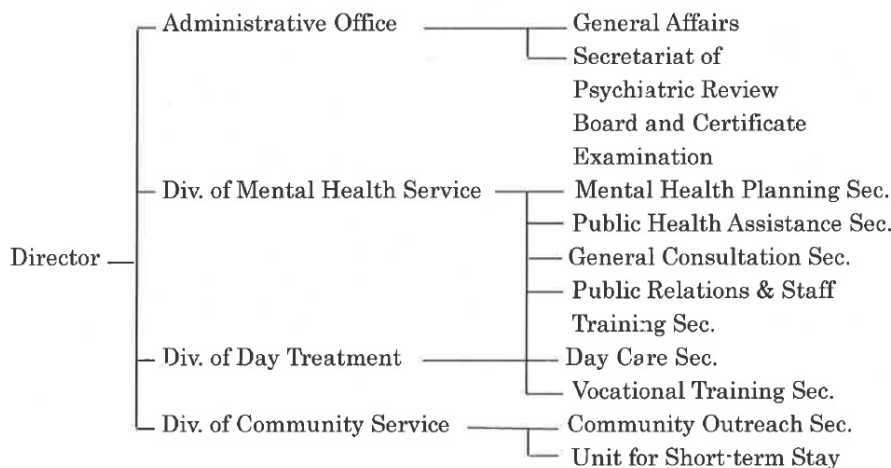 Administrative Office
General Affairs
Secretariat of
Psychiatric Review
Board and Certificate
Examination
Div. of Mental Health Service
Mental Health Planning Sec.
Public Health Assistance Sec.
Director
General Consultation Sec.
Public Relations & Staff
Training Sec.
Div. of Day Treatment
Day Care Sec.
Vocational Training Sec.
Div. of Community Service
Community Outreach Sec.
Unit for Short-term Stay